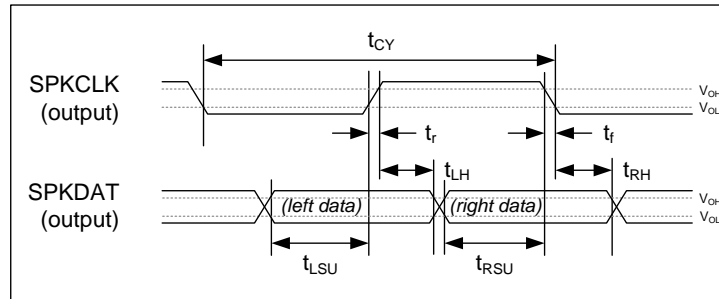 tCY
SPKCLK
(output)
VOH
VOL
tr
tf
tLH
tRH
SPKDAT
(output)
(left data)
(right data)
VOH
VOL
tLSU
tRSU